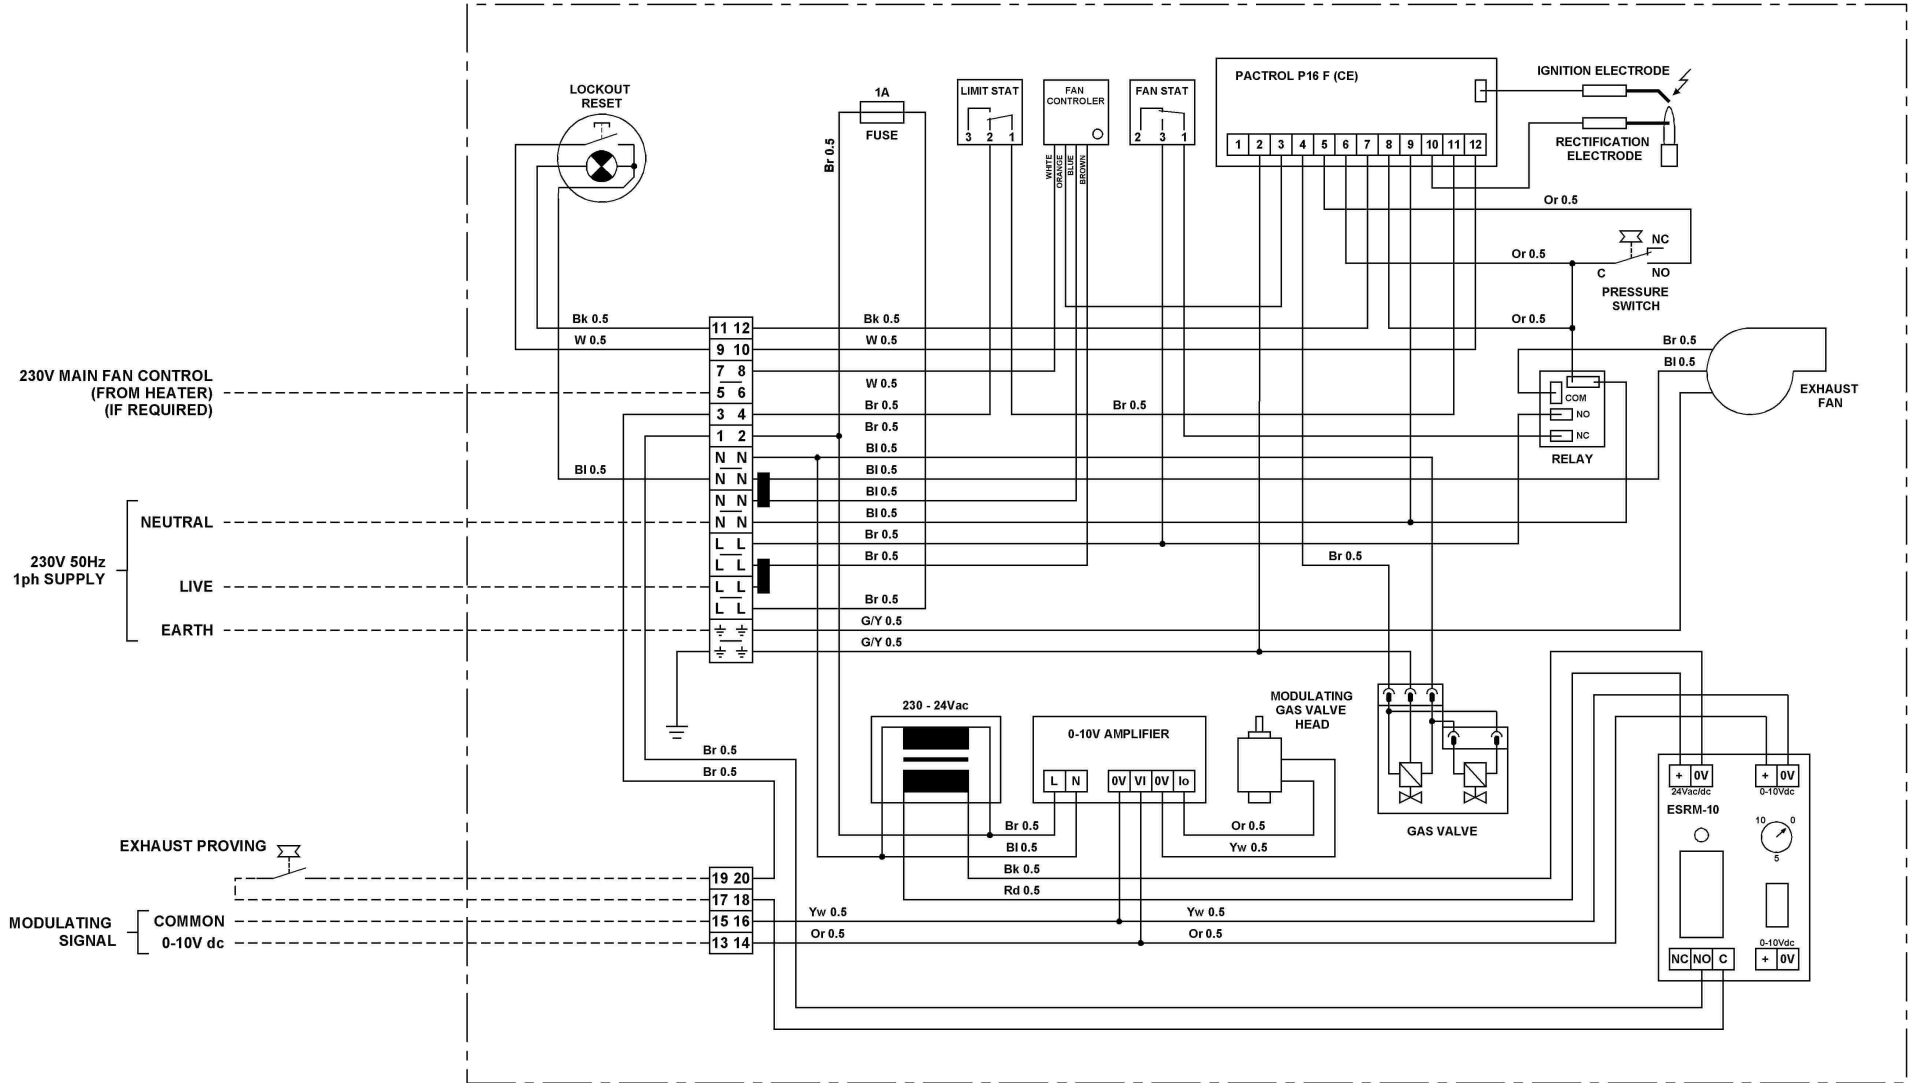 LOCKOUT
RESET
1A
FUSE
Br 0.5
LIMIT STAT
3 2 1
FAN
CONTROLER
WHITE
ORANGE
BLUE
BROWN
FAN STAT
2 3 1
PACTROL P16 F (CE)
1 2 3 4 5 6 7 8 9 10 11 12
IGNITION ELECTRODE
RECTIFICATION
ELECTRODE
Or 0.5
NC
Or 0.5
C
NO
PRESSURE
SWITCH
Or 0.5
Bk 0.5
11 12
Bk 0.5
W 0.5
9 10
W 0.5
Br 0.5
Bl 0.5
EXHAUST
FAN
COM
NO
NC
RELAY
230V MAIN FAN CONTROL
(FROM HEATER)
(IF REQUIRED)
7 8
5 6
W 0.5
3 4
Br 0.5
Br 0.5
1 2
Br 0.5
N N
Bl 0.5
Bl 0.5
N N
Bl 0.5
N N
Bl 0.5
NEUTRAL
N N
Bl 0.5
L L
Br 0.5
230V 50Hz
1ph SUPPLY
L L
Br 0.5
Br 0.5
LIVE
L L
L L
Br 0.5
EARTH
G/Y 0.5
G/Y 0.5
Br 0.5
Br 0.5
230 - 24Vac
0-10V AMPLIFIER
L N 0V VI 0V Io
MODULATING
GAS VALVE
HEAD
GAS VALVE
Br 0.5
Or 0.5
Bl 0.5
Yw 0.5
Bk 0.5
Rd 0.5
+ 0V
24Vac/dc
+ 0V
0-10Vdc
ESRM-10
10 0
5
0-10Vdc
NC NO C
+ 0V
EXHAUST PROVING
19 20
17 18
MODULATING
SIGNAL
COMMON
15 16
Yw 0.5
Yw 0.5
0-10V dc
13 14
Or 0.5
Or 0.5